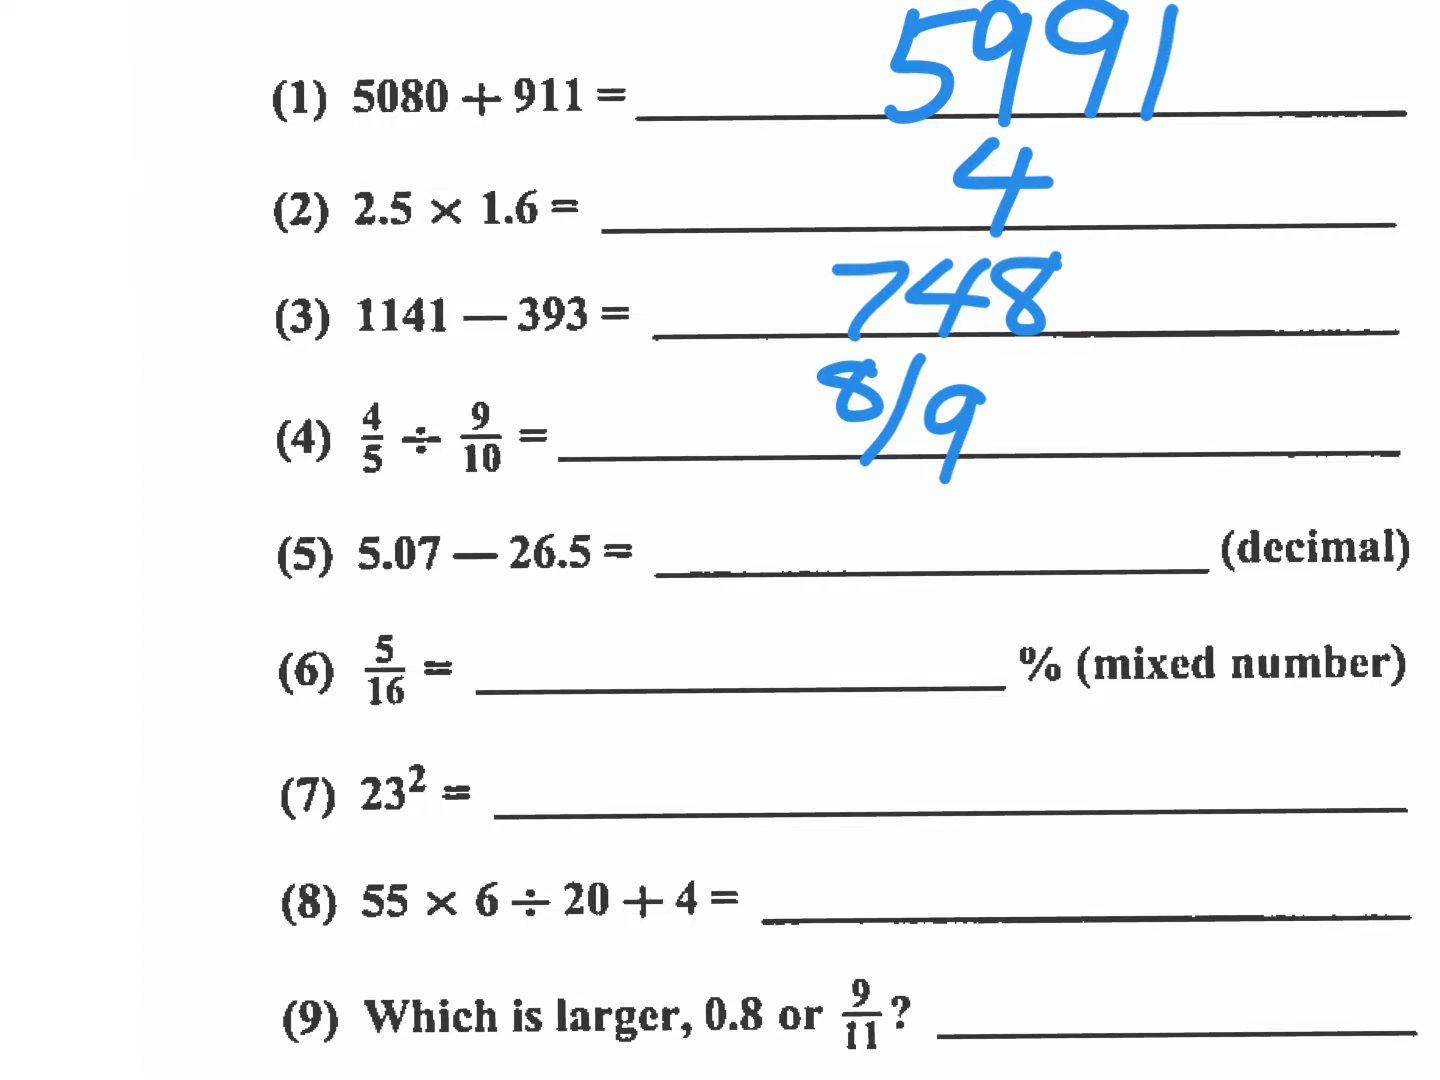 (1) 5080 + 911 = 5991
(2) 2.5 × 1.6 = 4
(3) 1141 — 393 = 748
(4) 4/5 ÷ 9/10 = 8/9
(5) 5.07 — 26.5 = (decimal)
(6) 5/16 = % (mixed number)
(7) 23² =
(8) 55 × 6 ÷ 20 + 4 =
(9) Which is larger, 0.8 or 9/11?